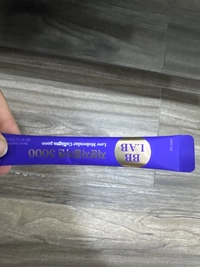 BB
LAB
저분자콜라겐 5000
Low Molecular Collagen 5000